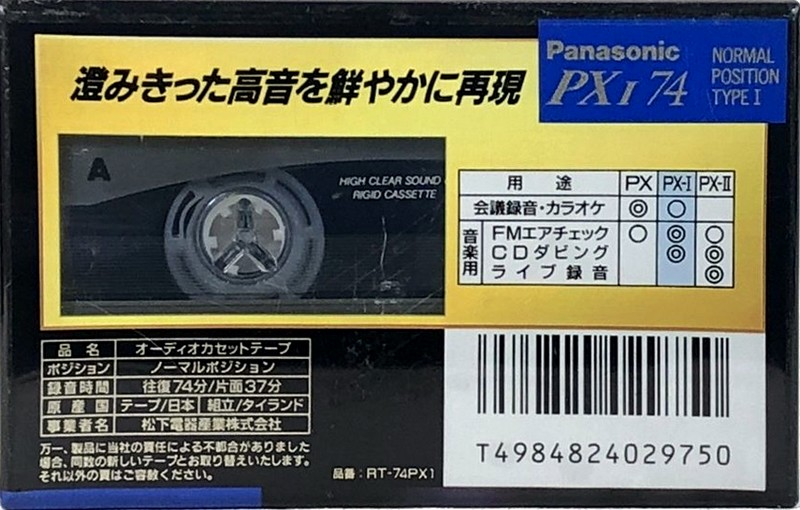 澄みきった高音を鮮やかに再現
Panasonic
PX I 74
NORMAL
POSITION
TYPE I
A
HIGH CLEAR SOUND
RIGID CASSETTE
用途 PX PX-I PX-II
会議録音・カラオケ ◎ ○
音楽用
FMエアチェック ○ ◎ ○
CDダビング ◎ ◎
ライブ録音 ◎
品名 オーディオカセットテープ
ポジション ノーマルポジション
録音時間 往復74分/片面37分
原産国 テープ/日本 組立/タイランド
事業者名 松下電器産業株式会社
万一、製品に当社の責任による不都合がありました
場合、同数の新しいテープとお取り替えいたします。
それ以外の責はご容赦ください。
品番：RT-74PX1
T4984824029750